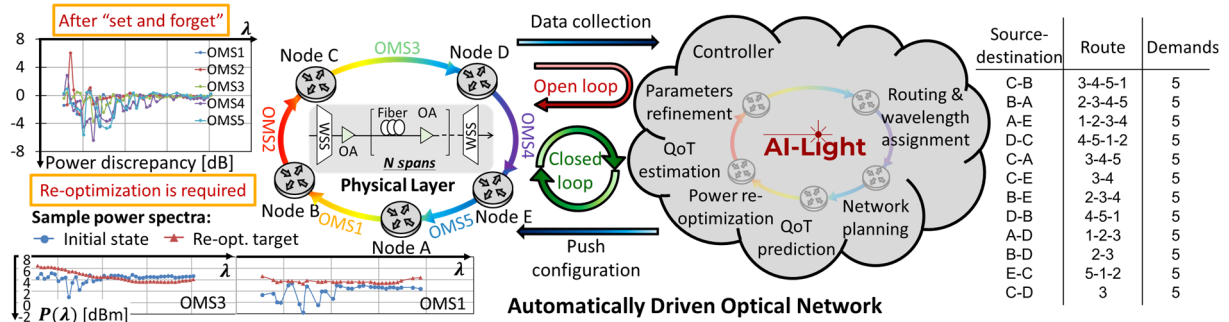 After “set and forget”
λ
8
4
0
-4
-8
OMS1
OMS2
OMS3
OMS4
OMS5
Power discrepancy [dB]
Re-optimization is required
Sample power spectra:
Initial state
Re-opt. target
8
6
4
2
0
-2
λ
OMS3
P(λ) [dBm]
λ
OMS1
Node C
OMS3
Node D
OMS2
OMS4
WSS
OA
Fiber
OA
WSS
N spans
Physical Layer
Node B
OMS1
Node A
OMS5
Node E
Data collection
Open loop
Closed
loop
Push
configuration
Controller
Parameters
refinement
Routing &
wavelength
assignment
AI-Light
QoT
estimation
Power re-
optimization
QoT
prediction
Network
planning
Automatically Driven Optical Network
Source-
destination Route Demands
C-B 3-4-5-1 5
B-A 2-3-4-5 5
A-E 1-2-3-4 5
D-C 4-5-1-2 5
C-A 3-4-5 5
C-E 3-4 5
B-E 2-3-4 5
D-B 4-5-1 5
A-D 1-2-3 5
B-D 2-3 5
E-C 5-1-2 5
C-D 3 5